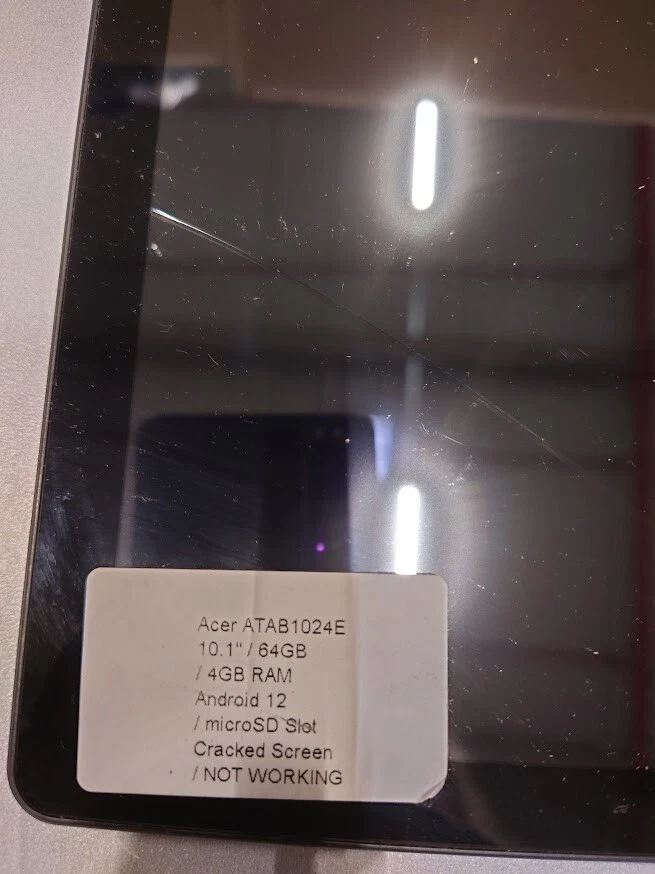 Acer ATAB1024E
10.1" / 64GB
/ 4GB RAM
Android 12
/ microSD Slot
Cracked Screen
/ NOT WORKING